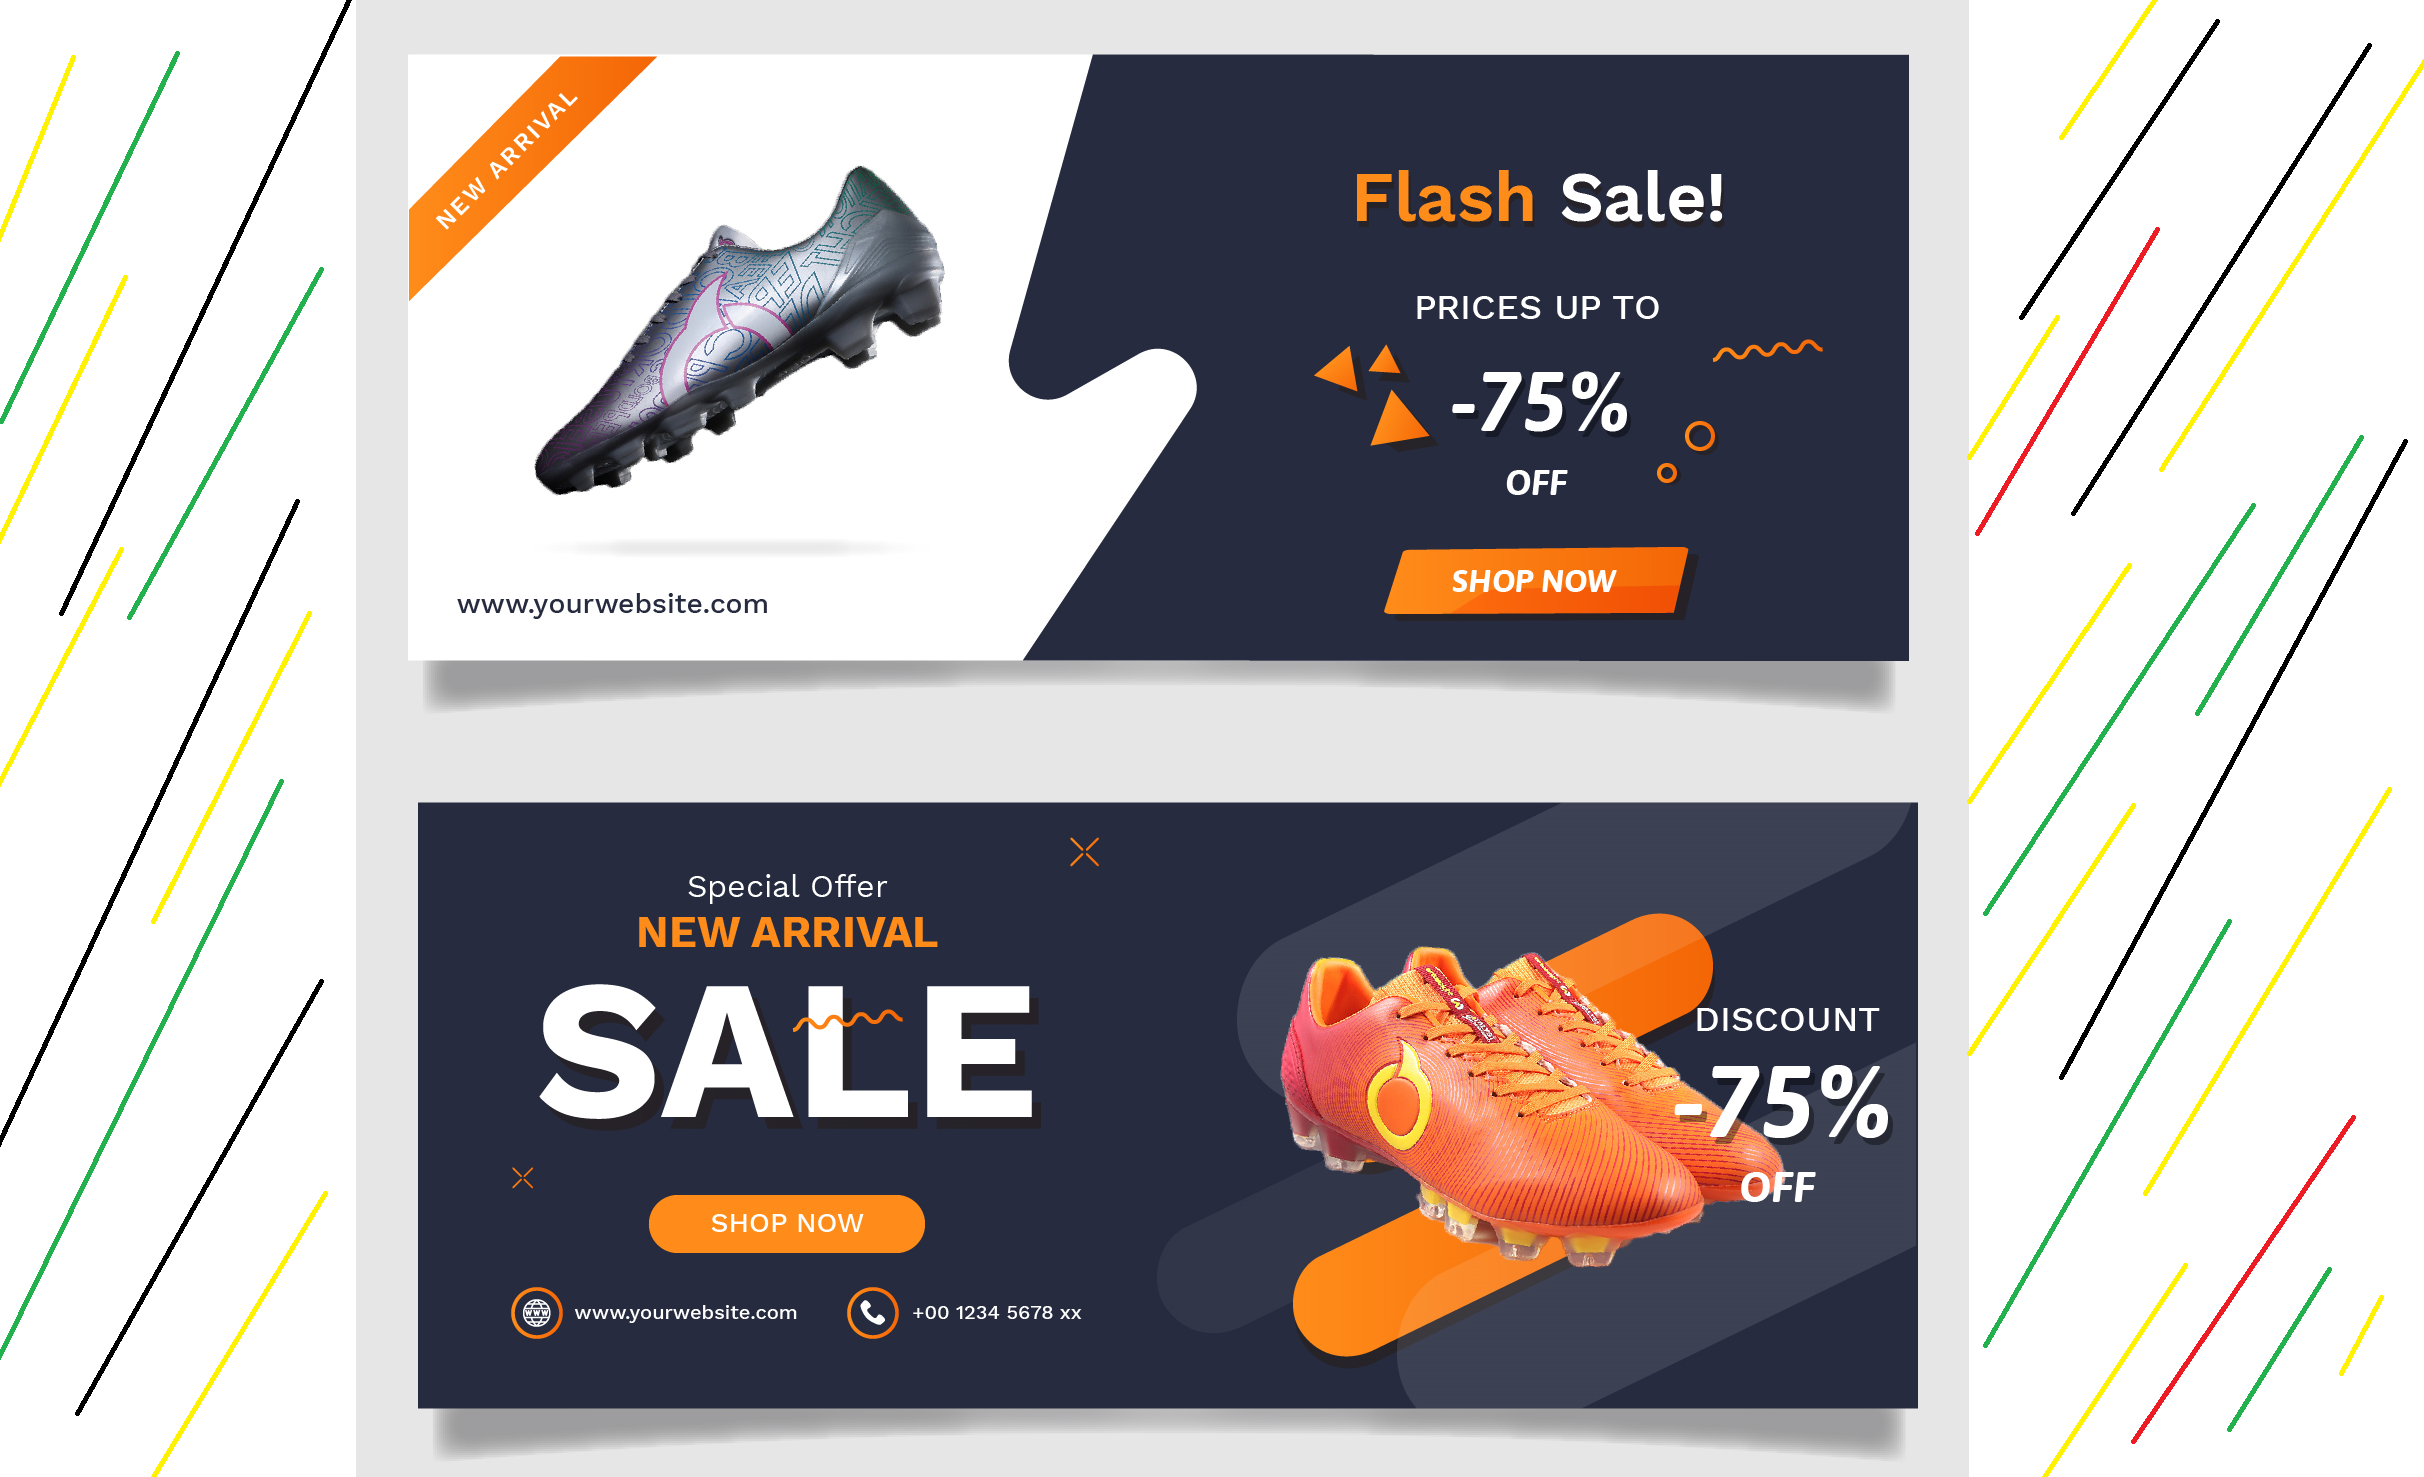 NEW ARRIVAL
Flash Sale!
PRICES UP TO
-75%
OFF
SHOP NOW
www.yourwebsite.com
Special Offer
NEW ARRIVAL
SALE
DISCOUNT
-75%
OFF
SHOP NOW
www.yourwebsite.com
+00 1234 5678 xx